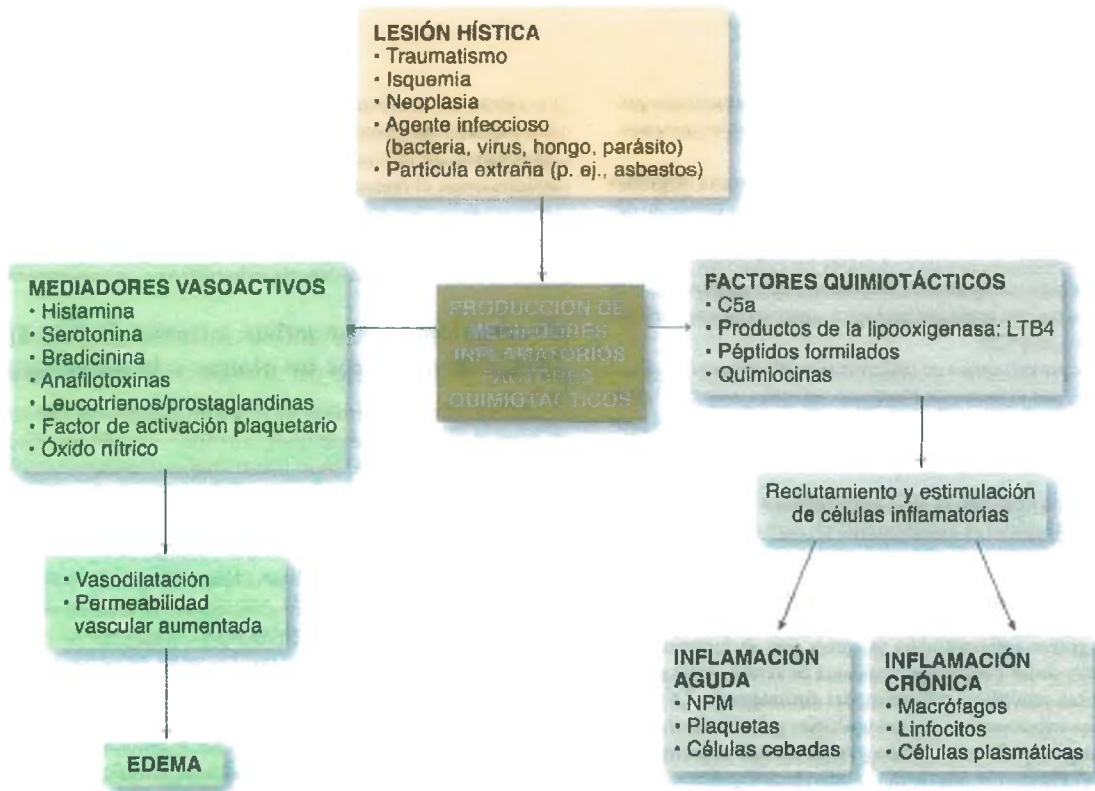 LESIÓN HÍSTICA
• Traumatismo
• Isquemia
• Neoplasia
• Agente infeccioso
(bacteria, virus, hongo, parásito)
• Partícula extraña (p. ej., asbestos)
MEDIADORES VASOACTIVOS
• Histamina
• Serotonina
• Bradicinina
• Anafilotoxinas
• Leucotrienos/prostaglandinas
• Factor de activación plaquetario
• Óxido nítrico
PRODUCCIÓN DE
MEDIADORES
INFLAMATORIOS
FACTORES
QUIMIOTÁCTICOS
FACTORES QUIMIOTÁCTICOS
• C5a
• Productos de la lipooxigenasa: LTB4
• Péptidos formilados
• Quimiocinas
Reclutamiento y estimulación
de células inflamatorias
• Vasodilatación
• Permeabilidad
vascular aumentada
EDEMA
INFLAMACIÓN
AGUDA
• NPM
• Plaquetas
• Células cebadas
INFLAMACIÓN
CRÓNICA
• Macrófagos
• Linfocitos
• Células plasmáticas